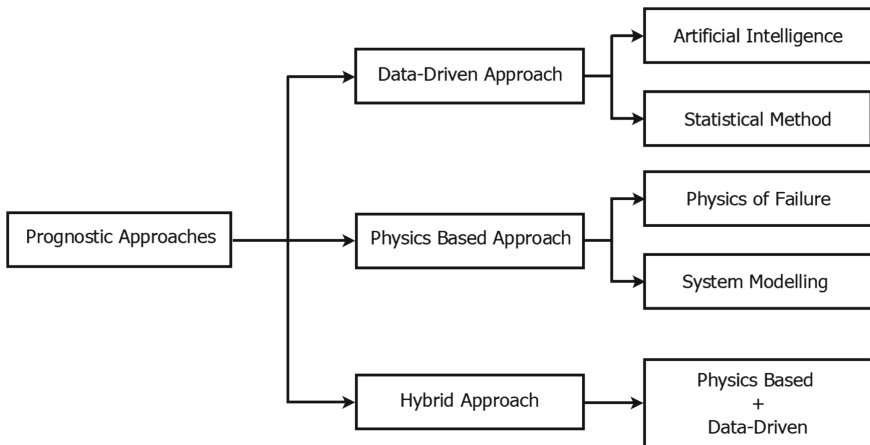 Prognostic Approaches
Data-Driven Approach
Artificial Intelligence
Statistical Method
Physics Based Approach
Physics of Failure
System Modelling
Hybrid Approach
Physics Based
+
Data-Driven